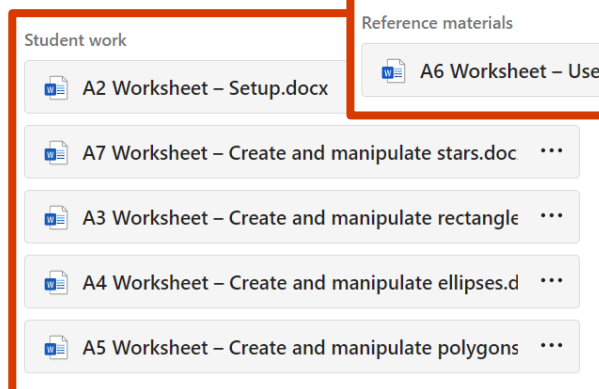 Student work
A2 Worksheet – Setup.docx
A7 Worksheet – Create and manipulate stars.doc
A3 Worksheet – Create and manipulate rectangle
A4 Worksheet – Create and manipulate ellipses.d
A5 Worksheet – Create and manipulate polygons
Reference materials
A6 Worksheet – Use